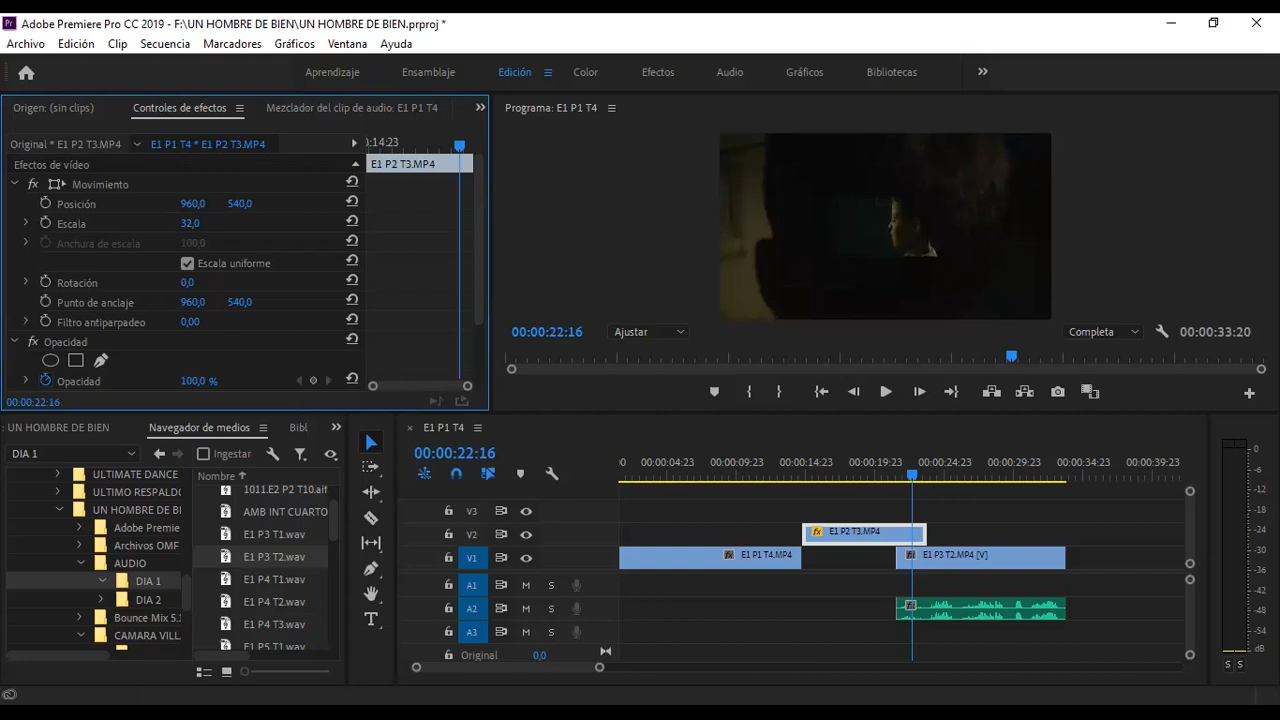 Adobe Premiere Pro CC 2019 - F:\UN HOMBRE DE BIEN\UN HOMBRE DE BIEN.prproj *
Archivo Edición Clip Secuencia Marcadores Gráficos Ventana Ayuda
Aprendizaje Ensamblaje Edición Color Efectos Audio Gráficos Bibliotecas
Origen: (sin clips) Controles de efectos Mezclador del clip de audio: E1 P1 T4
Original * E1 P2 T3.MP4 E1 P1 T4 * E1 P2 T3.MP4
:14:23
Efectos de vídeo
E1 P2 T3.MP4
fx Movimiento
Posición 960,0 540,0
Escala 32,0
Anchura de escala 100,0
Escala uniforme
Rotación 0,0
Punto de anclaje 960,0 540,0
Filtro antiparpadeo 0,00
fx Opacidad
Opacidad 100,0 %
00:00:22:16
Programa: E1 P1 T4
00:00:22:16 Ajustar Completa 00:00:33:20
: UN HOMBRE DE BIEN Navegador de medios Bibl
DIA 1 Ingestar
Nombre
ULTIMATE DANCE
ULTIMO RESPALDO
UN HOMBRE DE BI
Adobe Premie
Archivos OMF
AUDIO
DIA 1
DIA 2
Bounce Mix 5.1
CAMARA VILL
1011.E2 P2 T10.aif
AMB INT CUARTO
E1 P3 T1.wav
E1 P3 T2.wav
E1 P4 T1.wav
E1 P4 T2.wav
E1 P4 T3.wav
E1 P5 T1.wav
E1 P1 T4
00:00:22:16
:00 00:00:04:23 00:00:09:23 00:00:14:23 00:00:19:23 00:00:24:23 00:00:29:23 00:00:34:23 00:00:39:23
V3
V2 fx E1 P2 T3.MP4
V1 fx E1 P1 T4.MP4 fx E1 P3 T2.MP4 [V]
A1 M S
A2 M S fx
A3 M S
Original 0,0
0
-6
-12
-18
-24
-30
-36
-42
-48
-54
dB
S S